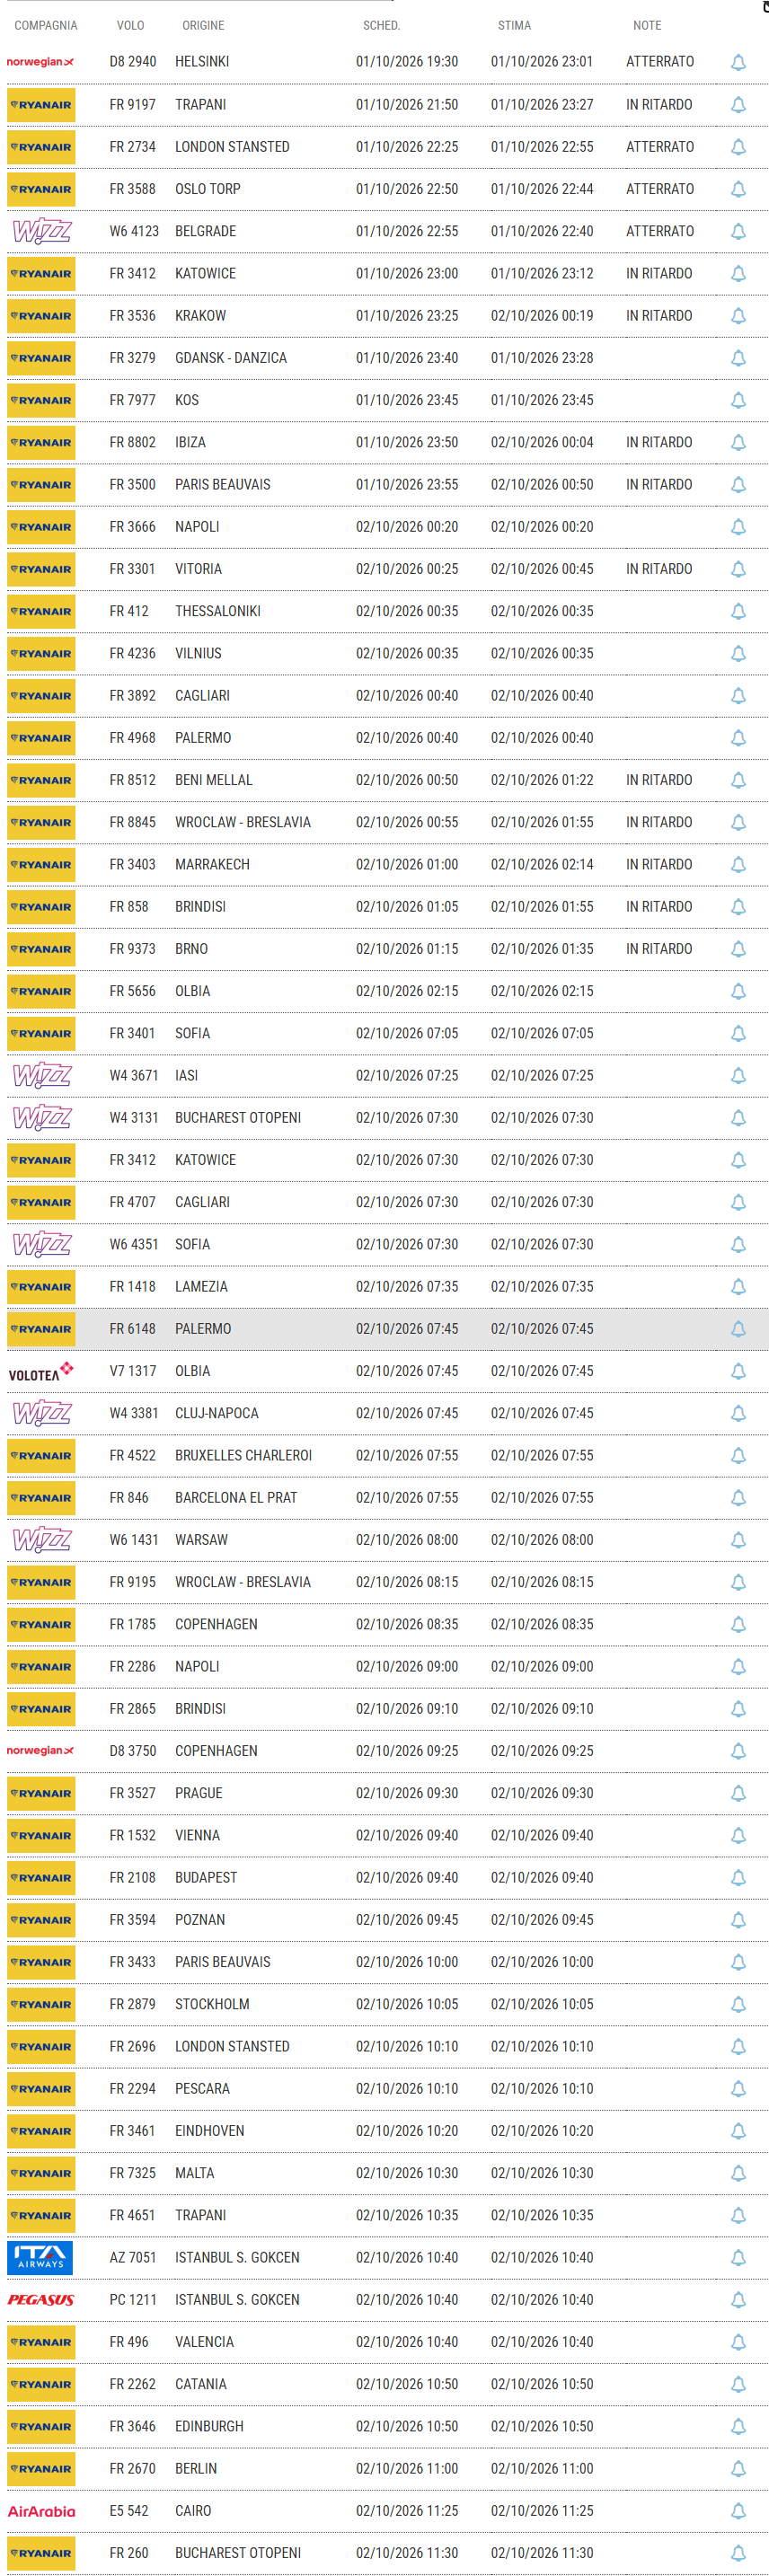 COMPAGNIA VOLO ORIGINE SCHED. STIMA NOTE
norwegian D8 2940 HELSINKI 01/10/2026 19:30 01/10/2026 23:01 ATTERRATO
RYANAIR FR 9197 TRAPANI 01/10/2026 21:50 01/10/2026 23:27 IN RITARDO
RYANAIR FR 2734 LONDON STANSTED 01/10/2026 22:25 01/10/2026 22:55 ATTERRATO
RYANAIR FR 3588 OSLO TORP 01/10/2026 22:50 01/10/2026 22:44 ATTERRATO
WIZZ W6 4123 BELGRADE 01/10/2026 22:55 01/10/2026 22:40 ATTERRATO
RYANAIR FR 3412 KATOWICE 01/10/2026 23:00 01/10/2026 23:12 IN RITARDO
RYANAIR FR 3536 KRAKOW 01/10/2026 23:25 02/10/2026 00:19 IN RITARDO
RYANAIR FR 3279 GDANSK - DANZICA 01/10/2026 23:40 01/10/2026 23:28
RYANAIR FR 7977 KOS 01/10/2026 23:45 01/10/2026 23:45
RYANAIR FR 8802 IBIZA 01/10/2026 23:50 02/10/2026 00:04 IN RITARDO
RYANAIR FR 3500 PARIS BEAUVAIS 01/10/2026 23:55 02/10/2026 00:50 IN RITARDO
RYANAIR FR 3666 NAPOLI 02/10/2026 00:20 02/10/2026 00:20
RYANAIR FR 3301 VITORIA 02/10/2026 00:25 02/10/2026 00:45 IN RITARDO
RYANAIR FR 412 THESSALONIKI 02/10/2026 00:35 02/10/2026 00:35
RYANAIR FR 4236 VILNIUS 02/10/2026 00:35 02/10/2026 00:35
RYANAIR FR 3892 CAGLIARI 02/10/2026 00:40 02/10/2026 00:40
RYANAIR FR 4968 PALERMO 02/10/2026 00:40 02/10/2026 00:40
RYANAIR FR 8512 BENI MELLAL 02/10/2026 00:50 02/10/2026 01:22 IN RITARDO
RYANAIR FR 8845 WROCLAW - BRESLAVIA 02/10/2026 00:55 02/10/2026 01:55 IN RITARDO
RYANAIR FR 3403 MARRAKECH 02/10/2026 01:00 02/10/2026 02:14 IN RITARDO
RYANAIR FR 858 BRINDISI 02/10/2026 01:05 02/10/2026 01:55 IN RITARDO
RYANAIR FR 9373 BRNO 02/10/2026 01:15 02/10/2026 01:35 IN RITARDO
RYANAIR FR 5656 OLBIA 02/10/2026 02:15 02/10/2026 02:15
RYANAIR FR 3401 SOFIA 02/10/2026 07:05 02/10/2026 07:05
WIZZ W4 3671 IASI 02/10/2026 07:25 02/10/2026 07:25
WIZZ W4 3131 BUCHAREST OTOPENI 02/10/2026 07:30 02/10/2026 07:30
RYANAIR FR 3412 KATOWICE 02/10/2026 07:30 02/10/2026 07:30
RYANAIR FR 4707 CAGLIARI 02/10/2026 07:30 02/10/2026 07:30
WIZZ W6 4351 SOFIA 02/10/2026 07:30 02/10/2026 07:30
RYANAIR FR 1418 LAMEZIA 02/10/2026 07:35 02/10/2026 07:35
RYANAIR FR 6148 PALERMO 02/10/2026 07:45 02/10/2026 07:45
VOLOTEA V7 1317 OLBIA 02/10/2026 07:45 02/10/2026 07:45
WIZZ W4 3381 CLUJ-NAPOCA 02/10/2026 07:45 02/10/2026 07:45
RYANAIR FR 4522 BRUXELLES CHARLEROI 02/10/2026 07:55 02/10/2026 07:55
RYANAIR FR 846 BARCELONA EL PRAT 02/10/2026 07:55 02/10/2026 07:55
WIZZ W6 1431 WARSAW 02/10/2026 08:00 02/10/2026 08:00
RYANAIR FR 9195 WROCLAW - BRESLAVIA 02/10/2026 08:15 02/10/2026 08:15
RYANAIR FR 1785 COPENHAGEN 02/10/2026 08:35 02/10/2026 08:35
RYANAIR FR 2286 NAPOLI 02/10/2026 09:00 02/10/2026 09:00
RYANAIR FR 2865 BRINDISI 02/10/2026 09:10 02/10/2026 09:10
norwegian D8 3750 COPENHAGEN 02/10/2026 09:25 02/10/2026 09:25
RYANAIR FR 3527 PRAGUE 02/10/2026 09:30 02/10/2026 09:30
RYANAIR FR 1532 VIENNA 02/10/2026 09:40 02/10/2026 09:40
RYANAIR FR 2108 BUDAPEST 02/10/2026 09:40 02/10/2026 09:40
RYANAIR FR 3594 POZNAN 02/10/2026 09:45 02/10/2026 09:45
RYANAIR FR 3433 PARIS BEAUVAIS 02/10/2026 10:00 02/10/2026 10:00
RYANAIR FR 2879 STOCKHOLM 02/10/2026 10:05 02/10/2026 10:05
RYANAIR FR 2696 LONDON STANSTED 02/10/2026 10:10 02/10/2026 10:10
RYANAIR FR 2294 PESCARA 02/10/2026 10:10 02/10/2026 10:10
RYANAIR FR 3461 EINDHOVEN 02/10/2026 10:20 02/10/2026 10:20
RYANAIR FR 7325 MALTA 02/10/2026 10:30 02/10/2026 10:30
RYANAIR FR 4651 TRAPANI 02/10/2026 10:35 02/10/2026 10:35
ITA AIRWAYS AZ 7051 ISTANBUL S. GOKCEN 02/10/2026 10:40 02/10/2026 10:40
PEGASUS PC 1211 ISTANBUL S. GOKCEN 02/10/2026 10:40 02/10/2026 10:40
RYANAIR FR 496 VALENCIA 02/10/2026 10:40 02/10/2026 10:40
RYANAIR FR 2262 CATANIA 02/10/2026 10:50 02/10/2026 10:50
RYANAIR FR 3646 EDINBURGH 02/10/2026 10:50 02/10/2026 10:50
RYANAIR FR 2670 BERLIN 02/10/2026 11:00 02/10/2026 11:00
AirArabia E5 542 CAIRO 02/10/2026 11:25 02/10/2026 11:25
RYANAIR FR 260 BUCHAREST OTOPENI 02/10/2026 11:30 02/10/2026 11:30